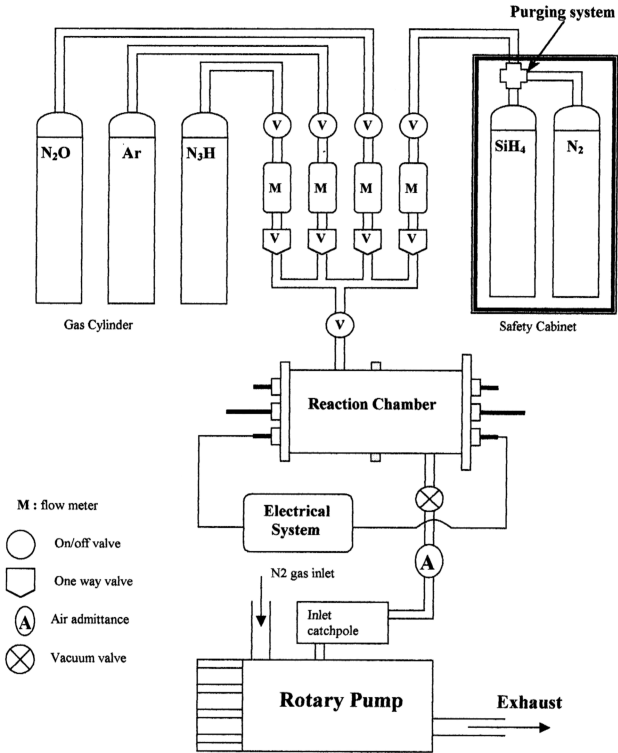 Purging system
N₂O
Ar
N₃H
V V V V
SiH₄
N₂
M M M M
V V V V
Gas Cylinder
Safety Cabinet
V
Reaction Chamber
M : flow meter
Electrical
System
On/off valve
A
N2 gas inlet
One way valve
Inlet
catchpole
A
Air admittance
Vacuum valve
Rotary Pump
Exhaust